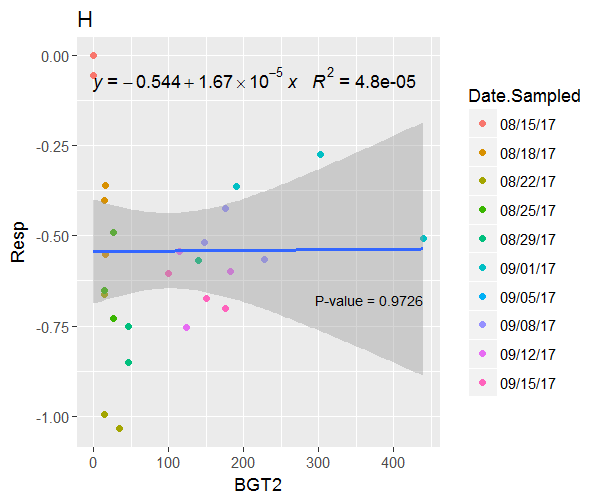 H
y = − 0.544 + 1.67 × 10⁻⁵ x R² = 4.8e-05
P-value = 0.9726
0.00
-0.25
-0.50
-0.75
-1.00
Resp
0 100 200 300 400
BGT2
Date.Sampled
08/15/17
08/18/17
08/22/17
08/25/17
08/29/17
09/01/17
09/05/17
09/08/17
09/12/17
09/15/17